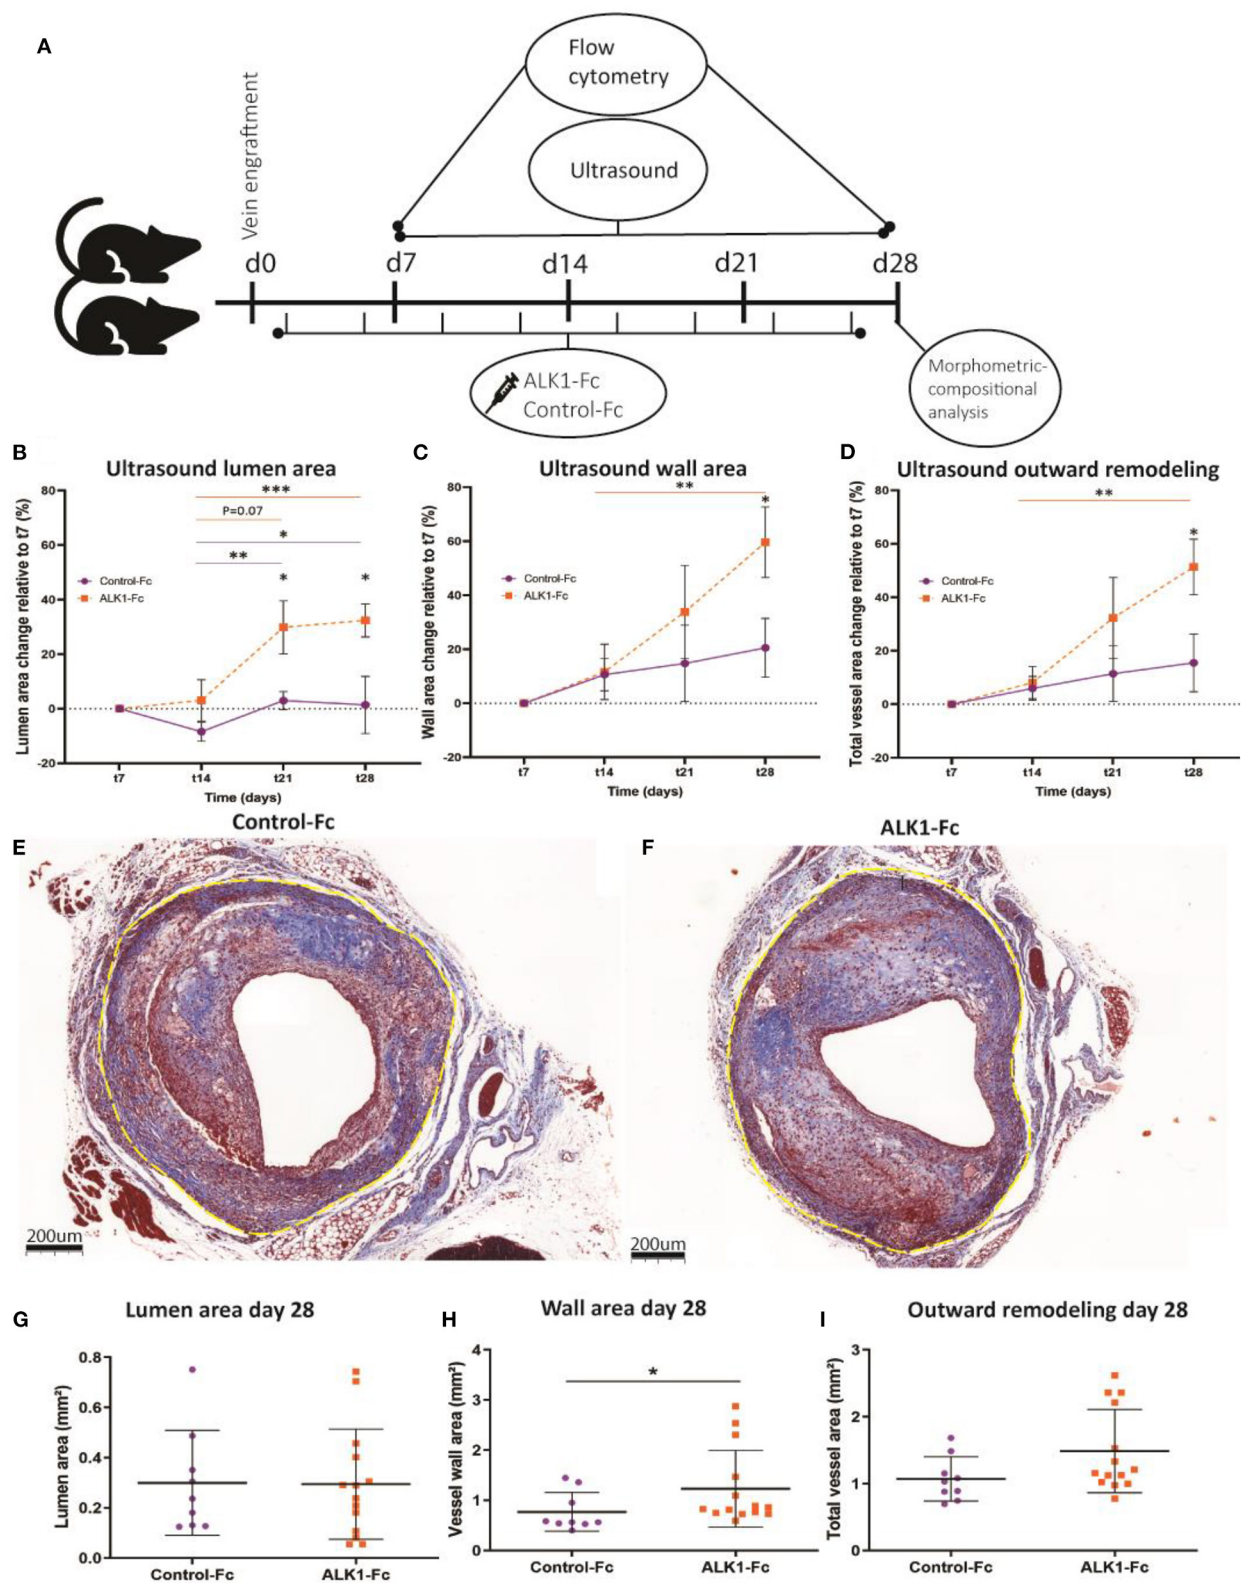 A
Vein engraftment
Flow
cytometry
Ultrasound
d0
d7
d14
d21
d28
ALK1-Fc
Control-Fc
Morphometric-
compositional
analysis
B
Ultrasound lumen area
Lumen area change relative to t7 (%)
80
60
40
20
0
-20
***
P=0.07
*
**
*
*
Control-Fc
ALK1-Fc
t7
t14
t21
t28
Time (days)
C
Ultrasound wall area
Wall area change relative to t7 (%)
80
60
40
20
0
-20
**
*
Control-Fc
ALK1-Fc
t7
t14
t21
t28
Time (days)
D
Ultrasound outward remodeling
Total vessel area change relative to t7 (%)
80
60
40
20
0
-20
**
*
Control-Fc
ALK1-Fc
t7
t14
t21
t28
Time (days)
E
Control-Fc
200um
F
ALK1-Fc
200um
G
Lumen area day 28
Lumen area (mm²)
0.8
0.6
0.4
0.2
0.0
Control-Fc
ALK1-Fc
H
Wall area day 28
Vessel wall area (mm²)
4
3
2
1
0
*
Control-Fc
ALK1-Fc
I
Outward remodeling day 28
Total vessel area (mm²)
3
2
1
0
Control-Fc
ALK1-Fc